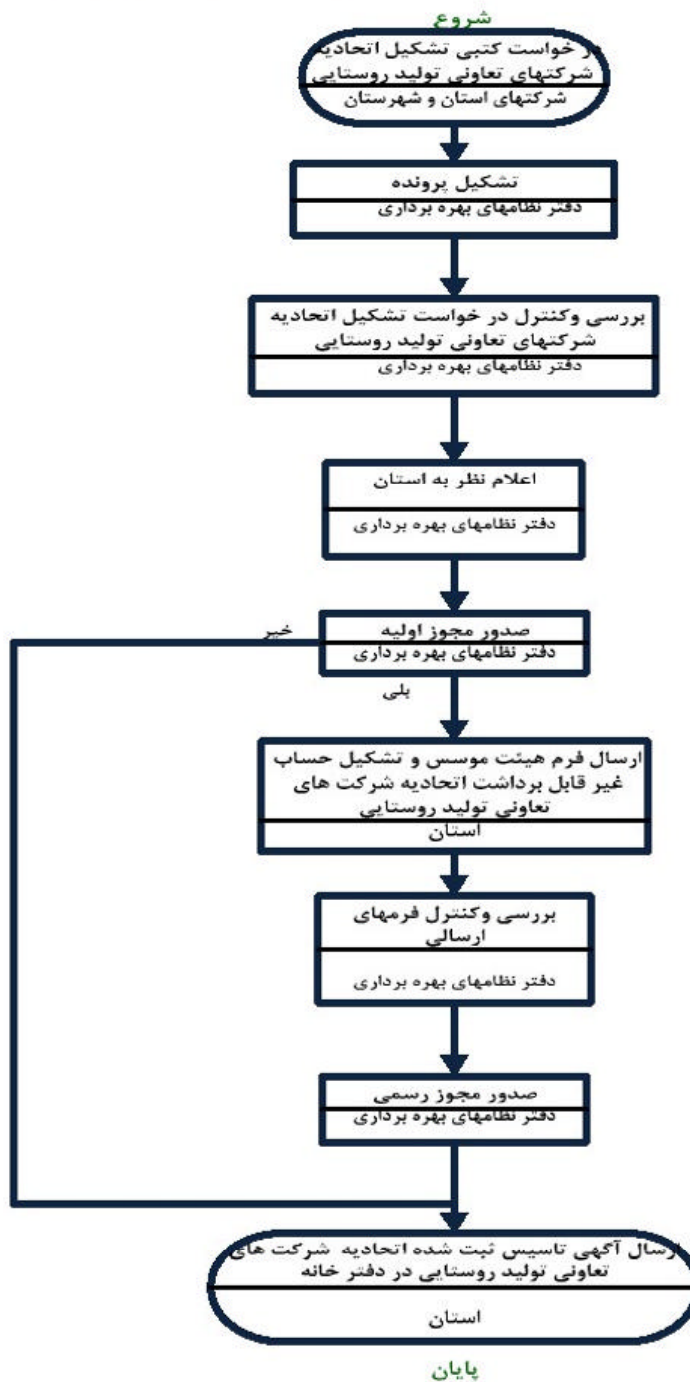 شروع
در خواست کتبی تشکیل اتحادیه
شرکتهای تعاونی تولید روستایی
شرکتهای استان و شهرستان
تشکیل پرونده
دفتر نظامهای بهره برداری
بررسی وکنترل در خواست تشکیل اتحادیه
شرکتهای تعاونی تولید روستایی
دفتر نظامهای بهره برداری
اعلام نظر به استان
دفتر نظامهای بهره برداری
صدور مجوز اولیه
دفتر نظامهای بهره برداری
خیر
بلی
ارسال فرم هیئت موسس و تشکیل حساب
غیر قابل برداشت اتحادیه شرکت های
تعاونی تولید روستایی
استان
بررسی وکنترل فرمهای
ارسالی
دفتر نظامهای بهره برداری
صدور مجوز رسمی
دفتر نظامهای بهره برداری
ارسال آگهی تاسیس ثبت شده اتحادیه شرکت های
تعاونی تولید روستایی در دفتر خانه
استان
پایان